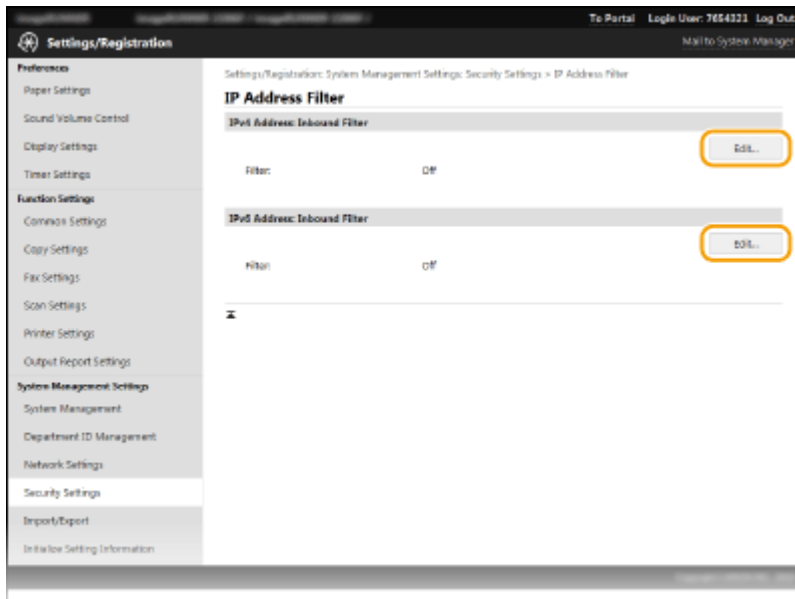 To Portal Login User: 7654321 Log Out
Settings/Registration
Mail to System Manager
Preferences
Paper Settings
Sound Volume Control
Display Settings
Timer Settings
Function Settings
Common Settings
Copy Settings
Fax Settings
Scan Settings
Printer Settings
Output Report Settings
System Management Settings
System Management
Department ID Management
Network Settings
Security Settings
Import/Export
Initialize Setting Information
Settings/Registration: System Management Settings: Security Settings > IP Address Filter
IP Address Filter
IPv4 Address: Inbound Filter
Edit...
Filter: Off
IPv6 Address: Inbound Filter
Edit...
Filter: Off